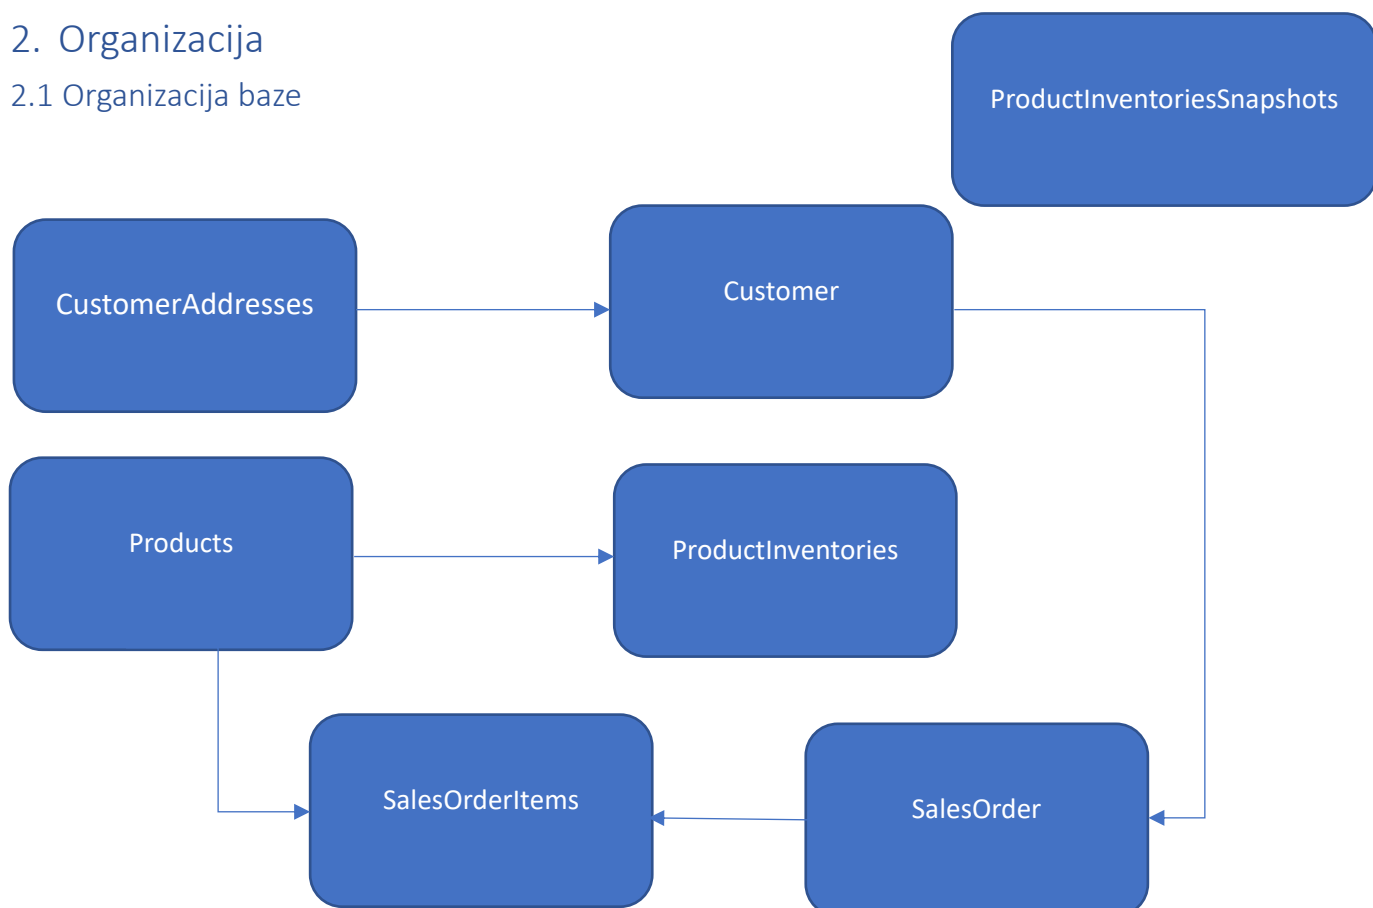 2. Organizacija
2.1 Organizacija baze
ProductInventoriesSnapshots
CustomerAddresses
Customer
Products
ProductInventories
SalesOrderItems
SalesOrder